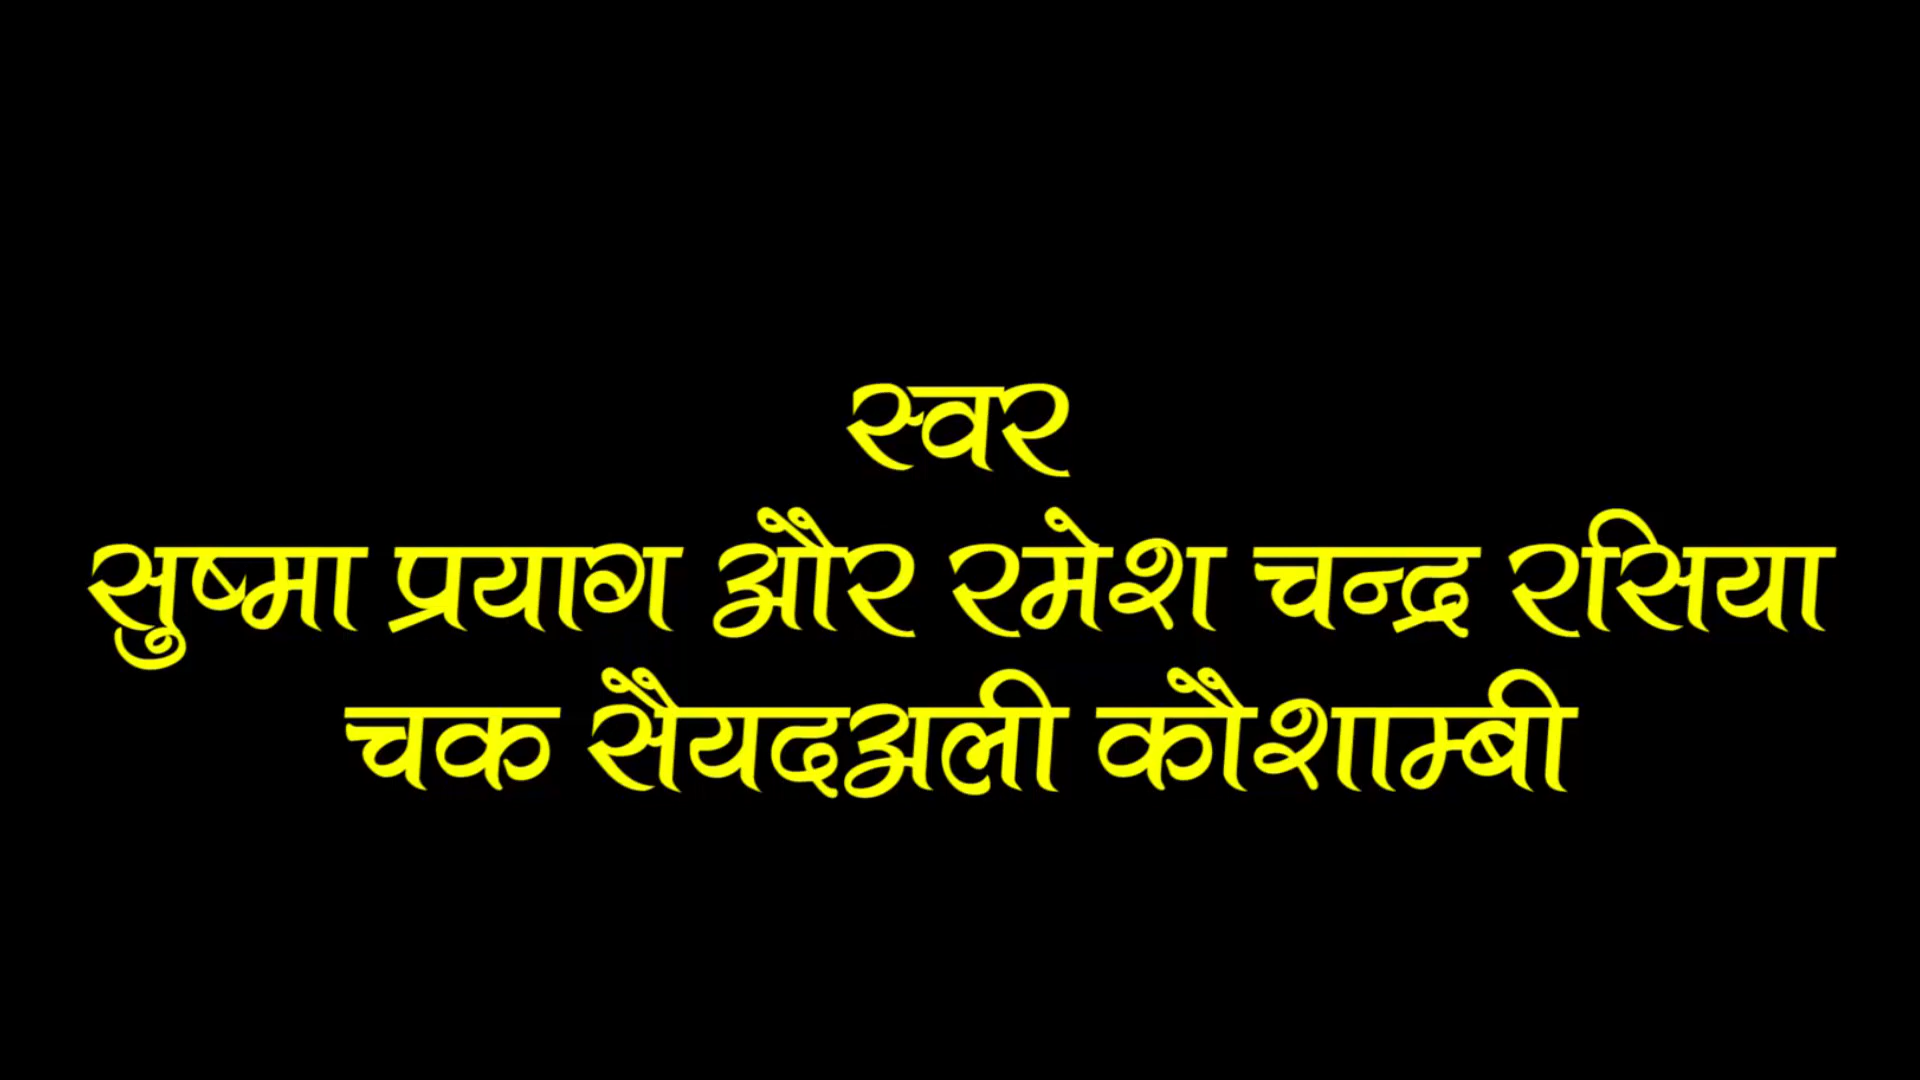 स्वर
सुष्मा प्रयाग और रमेश चन्द्र रसिया
चक सैयदअली कौशाम्बी